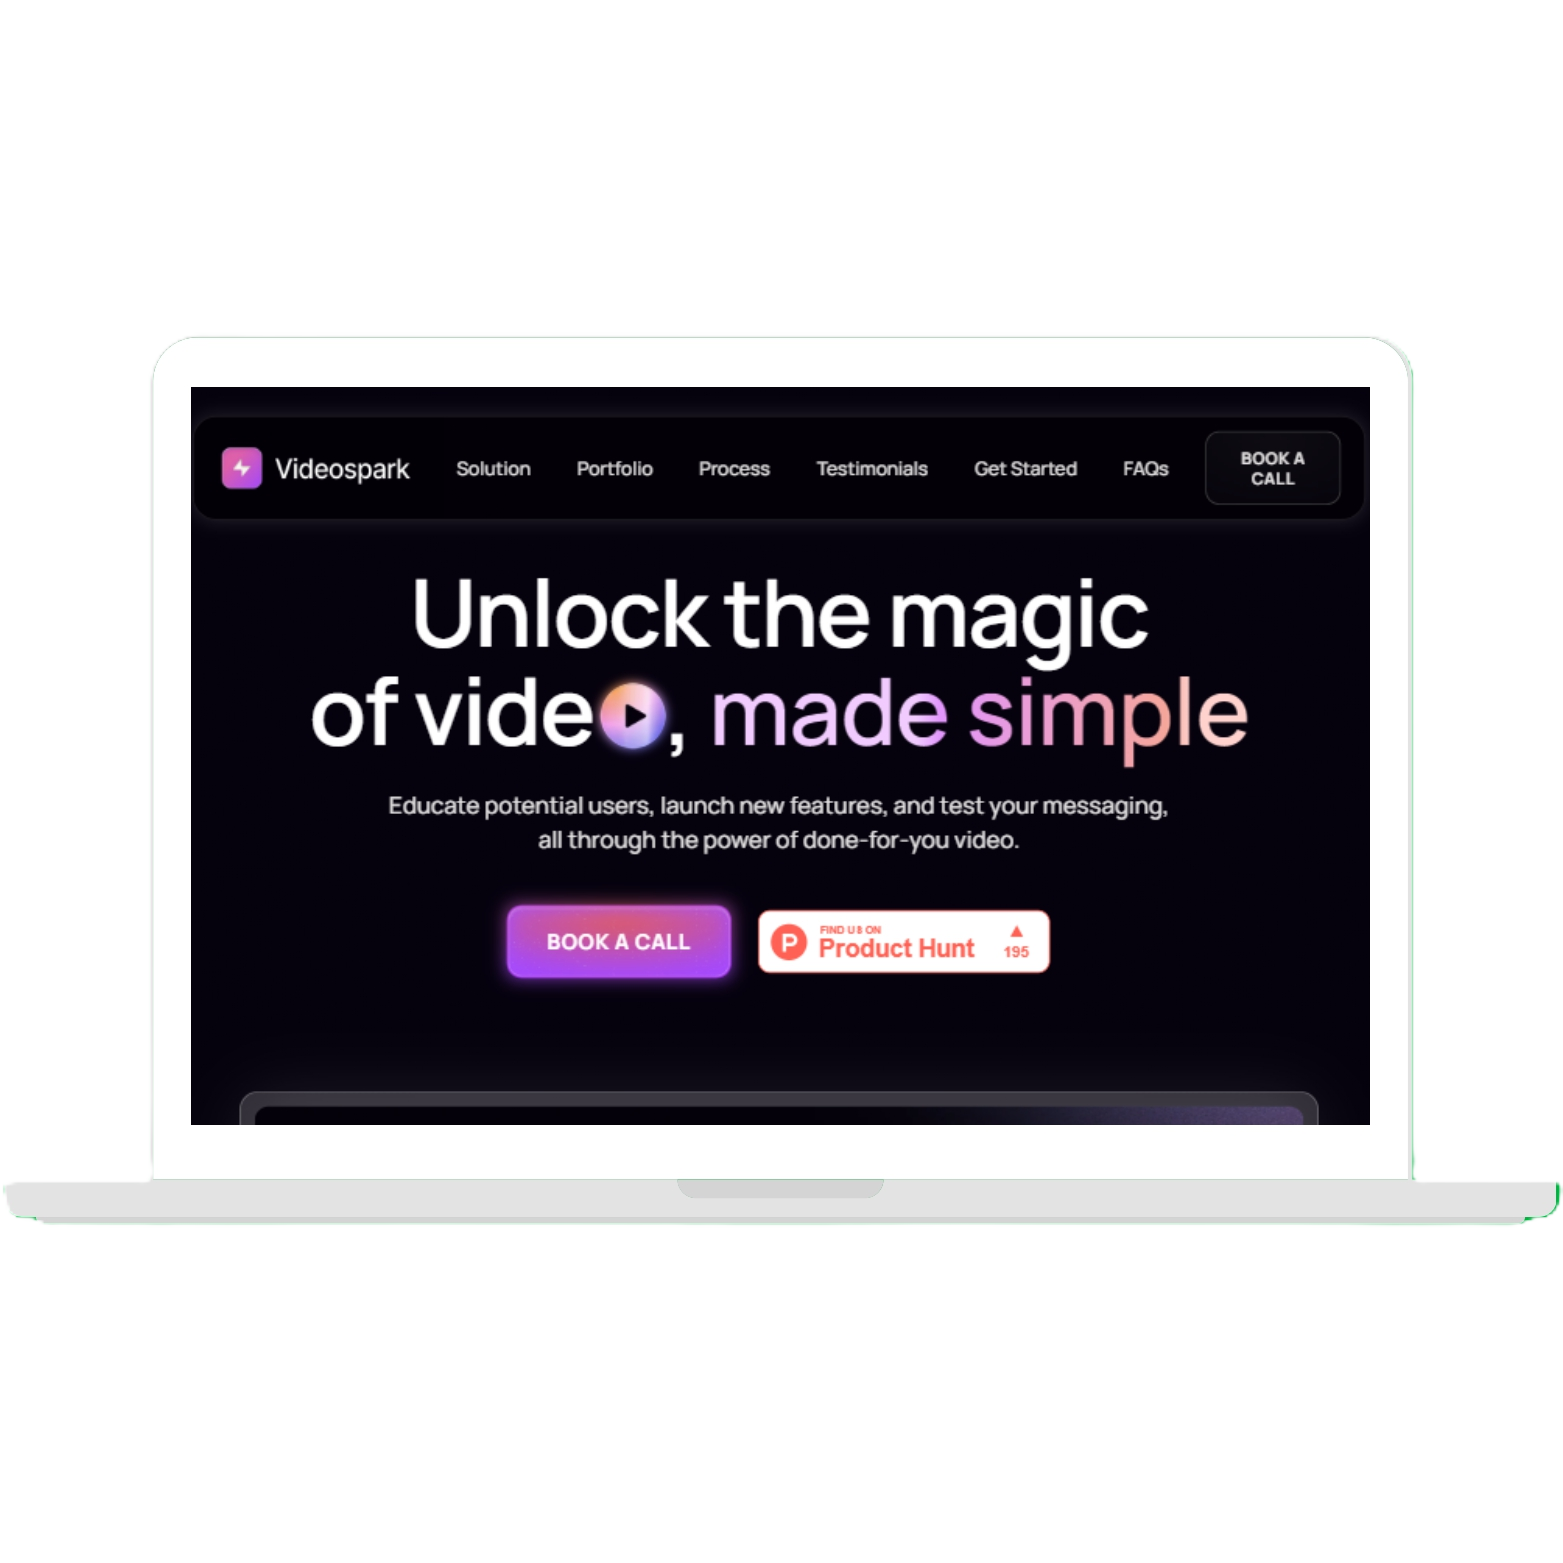 Videospark Solution Portfolio Process Testimonials Get Started FAQs BOOK A
CALL
Unlock the magic
of vide, made simple
Educate potential users, launch new features, and test your messaging,
all through the power of done-for-you video.
BOOK A CALL
P
FIND US ON
Product Hunt
195